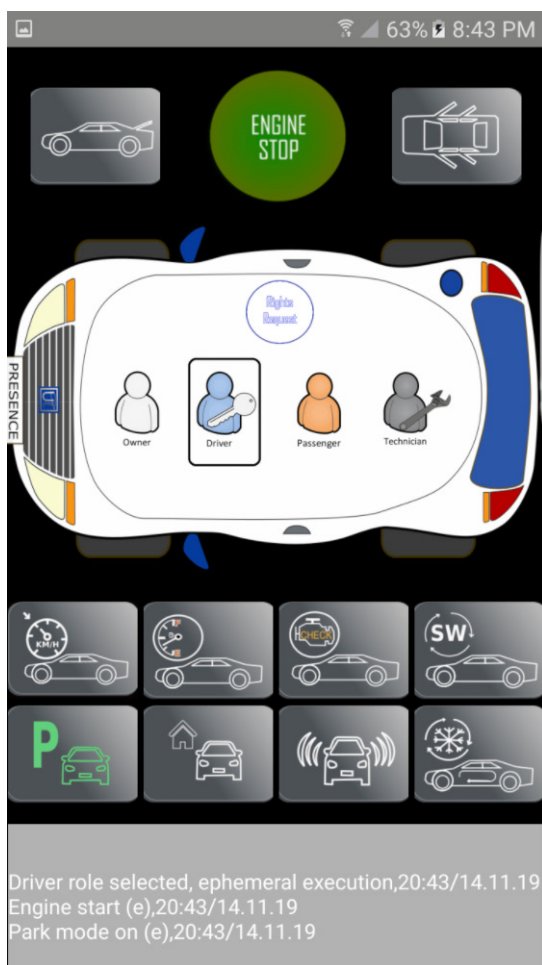 63% 8:43 PM
ENGINE
STOP
Rights
Request
PRESENCE
Owner
Driver
Passenger
Technician
KM/H
F
E
CHECK
SW
P
Driver role selected, ephemeral execution,20:43/14.11.19
Engine start (e),20:43/14.11.19
Park mode on (e),20:43/14.11.19